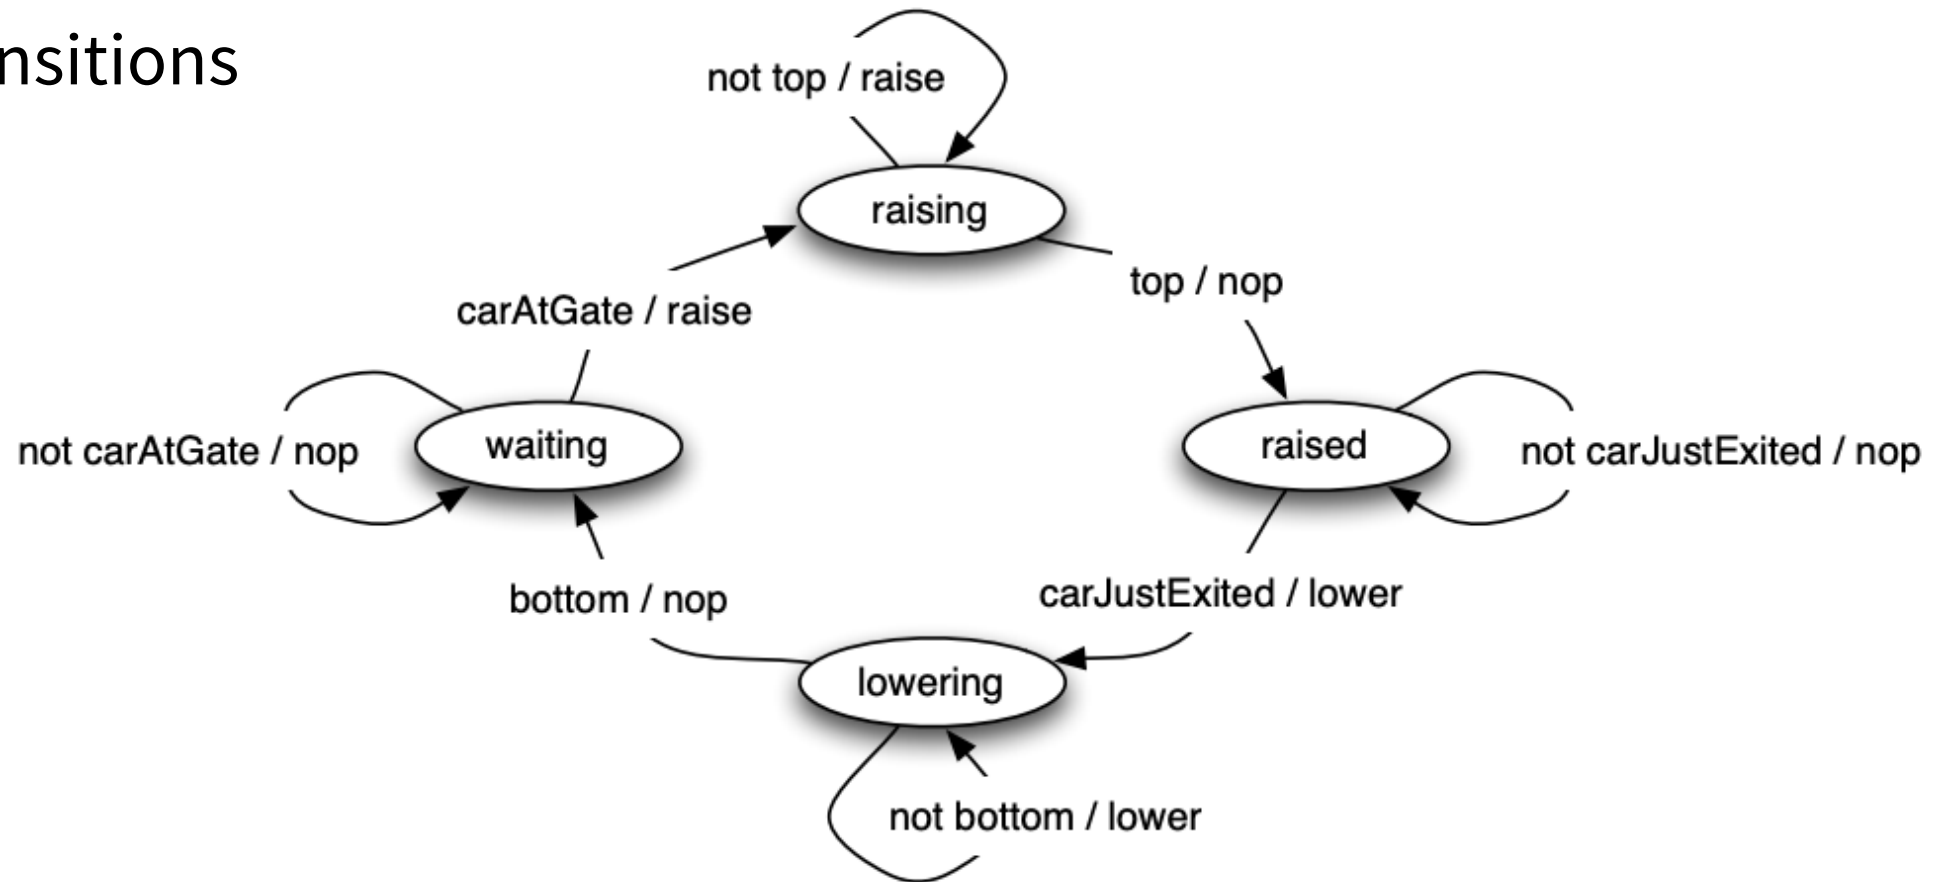 nsitions
not top / raise
raising
top / nop
carAtGate / raise
not carAtGate / nop
waiting
raised
not carJustExited / nop
bottom / nop
carJustExited / lower
lowering
not bottom / lower